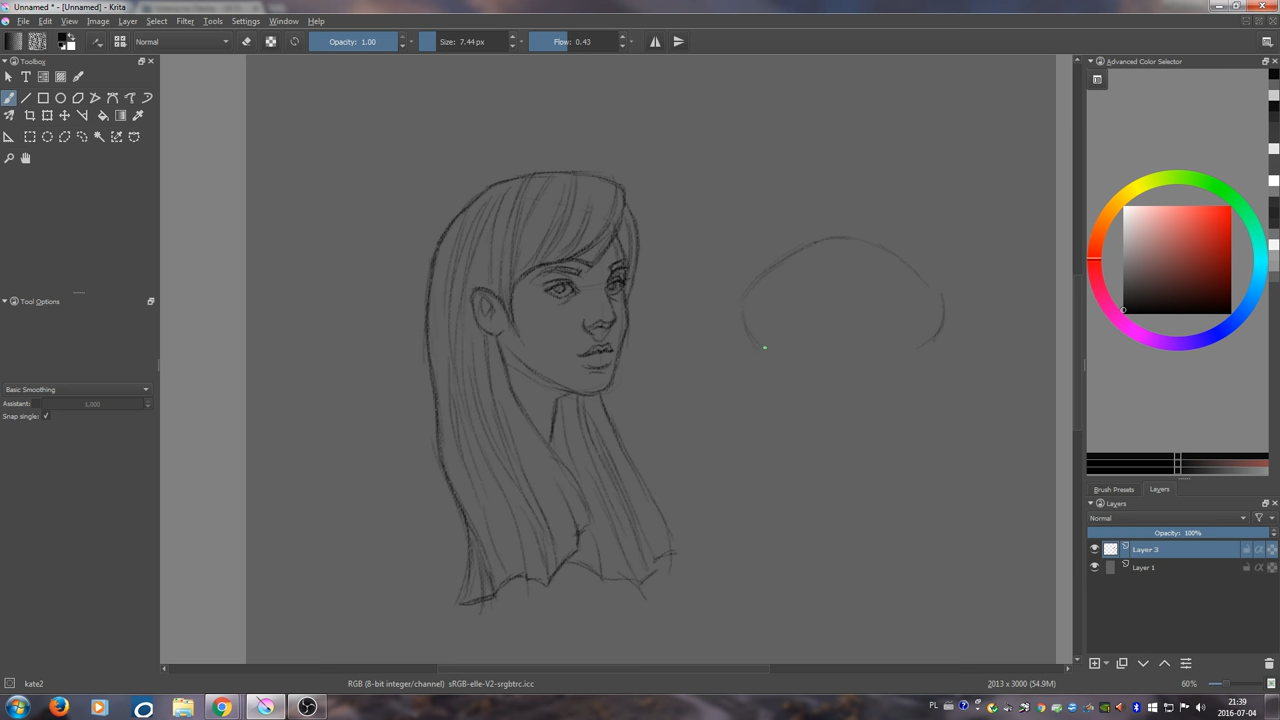 Unnamed * - [Unnamed] - Krita
File Edit View Image Layer Select Filter Tools Settings Window Help
Normal Opacity: 1.00 Size: 7.44 px Flow: 0.43
Toolbox
Advanced Color Selector
Tool Options
Basic Smoothing
Assistant: 1,000
Snap single:
Brush Presets Layers
Layers
Normal
Opacity: 100%
Layer 3
Layer 1
kate2 RGB (8-bit integer/channel) sRGB-elle-V2-srgbtrc.icc 2013 x 3000 (54.9M) 60%
PL 21:39
2016-07-04